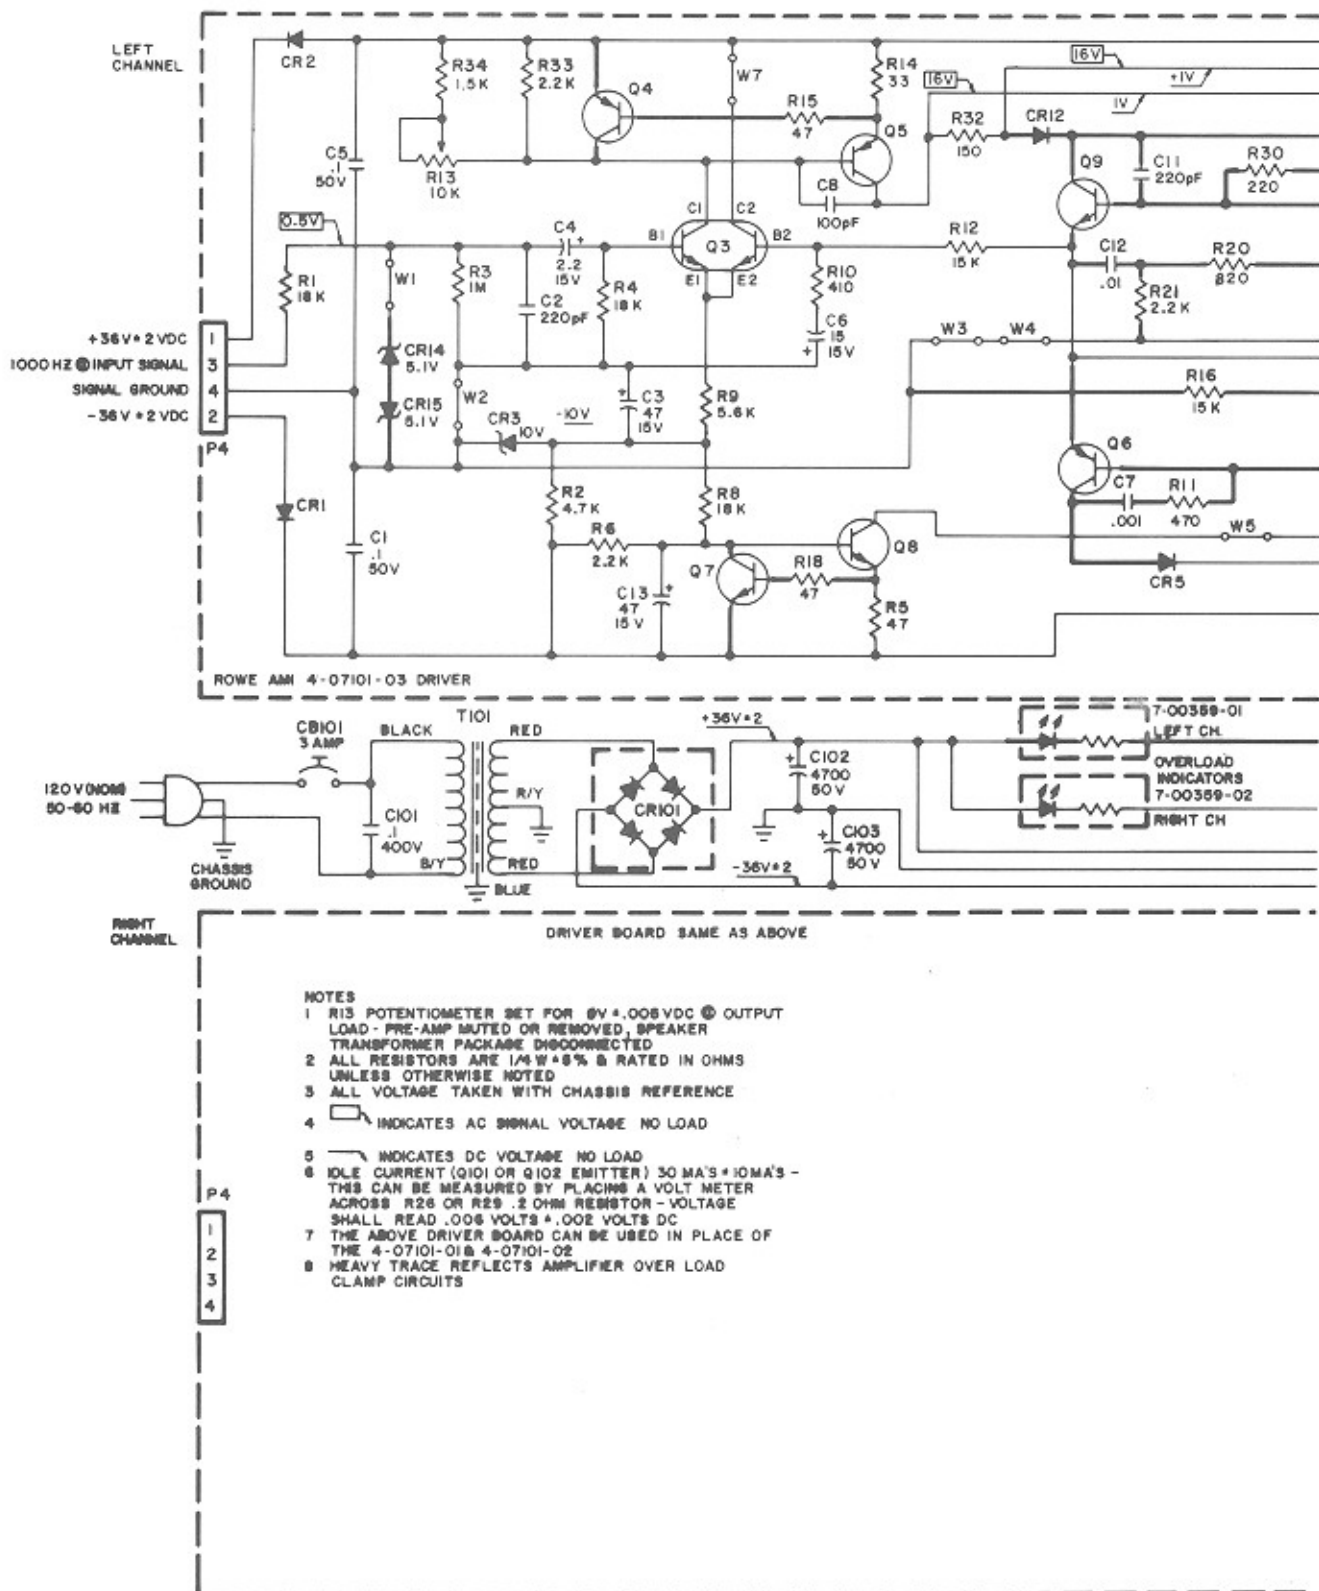 LEFT
CHANNEL
CR2
R34
1.5K
R33
2.2K
Q4
W7
R15
47
R14
33
16V
16V
+1V
1V
Q5
R32
150
CR12
Q9
C11
220pF
R30
220
C5
.1
50V
R13
10K
C8
100pF
0.5V
C1
C2
B1
Q3
B2
E1
E2
C4
+
2.2
15V
R12
15K
C12
.01
R20
820
R1
18K
W1
R3
1M
C2
220pF
R4
18K
R10
410
C6
15
15V
+
R21
2.2K
+36V±2 VDC
1000 HZ @ INPUT SIGNAL
SIGNAL GROUND
-36V±2 VDC
1
3
4
2
P4
CR14
5.1V
CR15
5.1V
W2
CR3
10V
-10V
+
C3
47
15V
R9
5.6K
W3
W4
R16
15K
Q6
C7
.001
R11
470
W5
CR5
CR1
C1
.1
50V
R2
4.7K
R6
2.2K
R8
18K
C13
47
15V
+
Q7
R18
47
Q8
R5
47
ROWE AMI 4-07101-03 DRIVER
CB101
3 AMP
BLACK
T101
RED
+36V±2
7-00359-01
LEFT CH.
120V(NOM)
50-60 HZ
C101
.1
400V
B/Y
R/Y
RED
BLUE
CR101
+
C102
4700
50V
+
C103
4700
50V
-36V±2
OVERLOAD
INDICATORS
7-00359-02
RIGHT CH
CHASSIS
GROUND
RIGHT
CHANNEL
DRIVER BOARD SAME AS ABOVE
NOTES
1 R13 POTENTIOMETER SET FOR 0V ±.005 VDC @ OUTPUT
LOAD - PRE-AMP MUTED OR REMOVED, SPEAKER
TRANSFORMER PACKAGE DISCONNECTED
2 ALL RESISTORS ARE 1/4 W ±5% & RATED IN OHMS
UNLESS OTHERWISE NOTED
3 ALL VOLTAGE TAKEN WITH CHASSIS REFERENCE
4 INDICATES AC SIGNAL VOLTAGE NO LOAD
5 INDICATES DC VOLTAGE NO LOAD
6 IDLE CURRENT (Q101 OR Q102 EMITTER) 30 MA'S ±10MA'S -
THIS CAN BE MEASURED BY PLACING A VOLT METER
ACROSS R26 OR R29 .2 OHM RESISTOR - VOLTAGE
SHALL READ .006 VOLTS ±.002 VOLTS DC
7 THE ABOVE DRIVER BOARD CAN BE USED IN PLACE OF
THE 4-07101-01 & 4-07101-02
8 HEAVY TRACE REFLECTS AMPLIFIER OVER LOAD
CLAMP CIRCUITS
P4
1
2
3
4